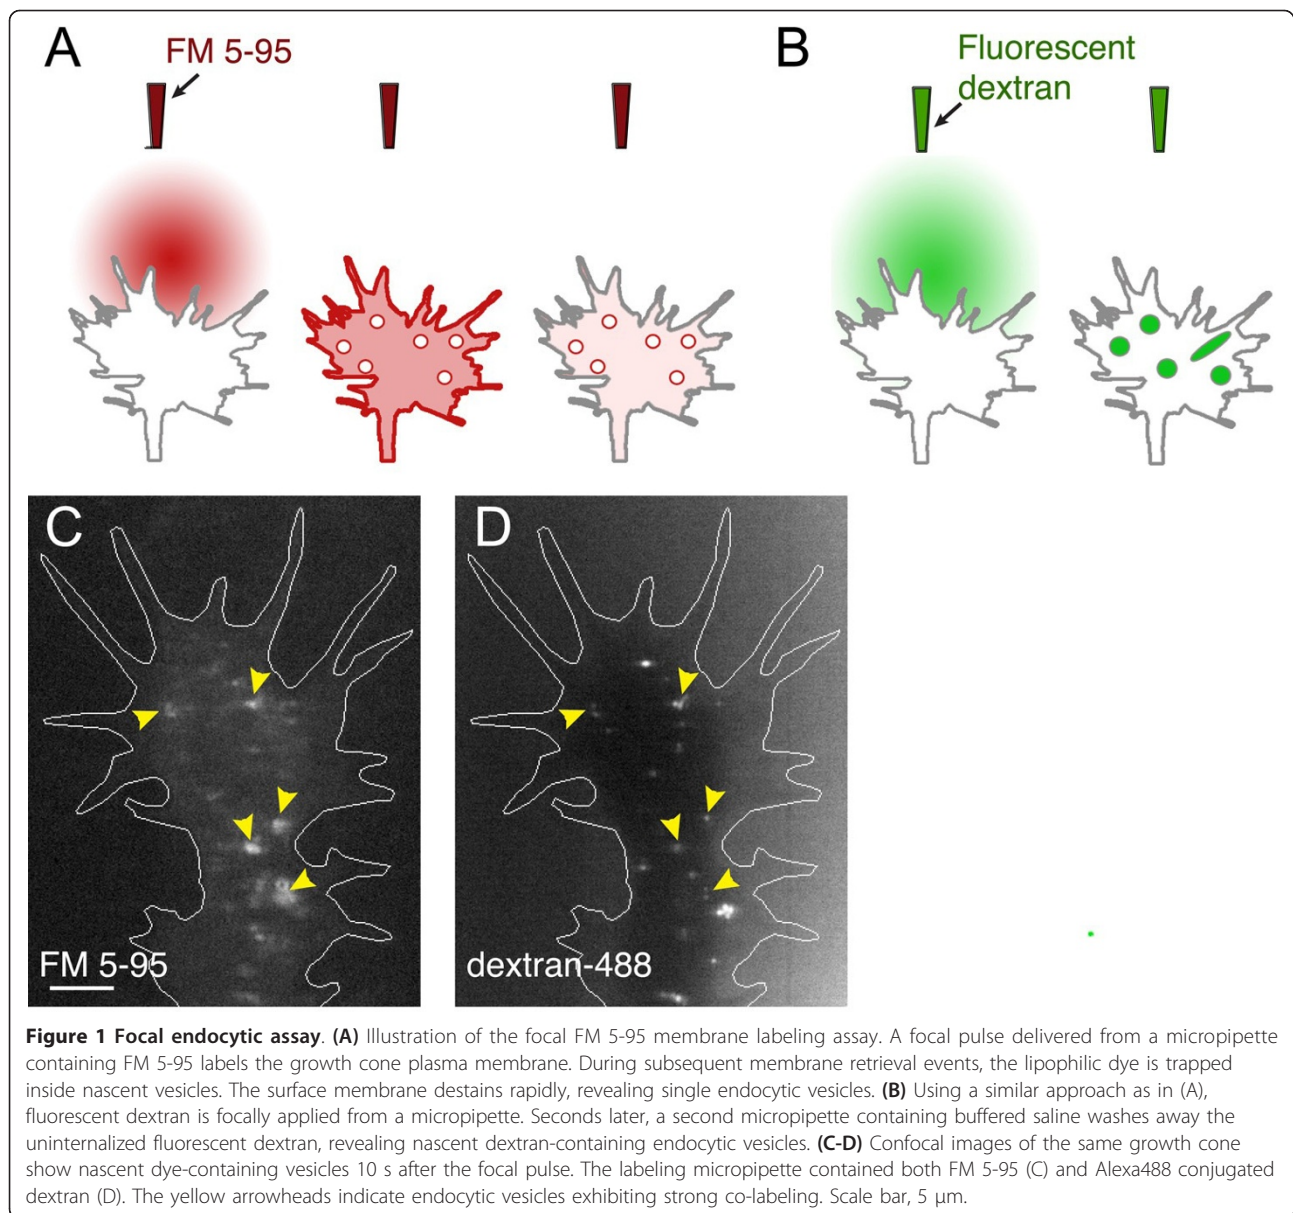 A
FM 5-95
B
Fluorescent
dextran
C
FM 5-95
D
dextran-488
Figure 1 Focal endocytic assay. (A) Illustration of the focal FM 5-95 membrane labeling assay. A focal pulse delivered from a micropipette
containing FM 5-95 labels the growth cone plasma membrane. During subsequent membrane retrieval events, the lipophilic dye is trapped
inside nascent vesicles. The surface membrane destains rapidly, revealing single endocytic vesicles. (B) Using a similar approach as in (A),
fluorescent dextran is focally applied from a micropipette. Seconds later, a second micropipette containing buffered saline washes away the
uninternalized fluorescent dextran, revealing nascent dextran-containing endocytic vesicles. (C-D) Confocal images of the same growth cone
show nascent dye-containing vesicles 10 s after the focal pulse. The labeling micropipette contained both FM 5-95 (C) and Alexa488 conjugated
dextran (D). The yellow arrowheads indicate endocytic vesicles exhibiting strong co-labeling. Scale bar, 5 μm.